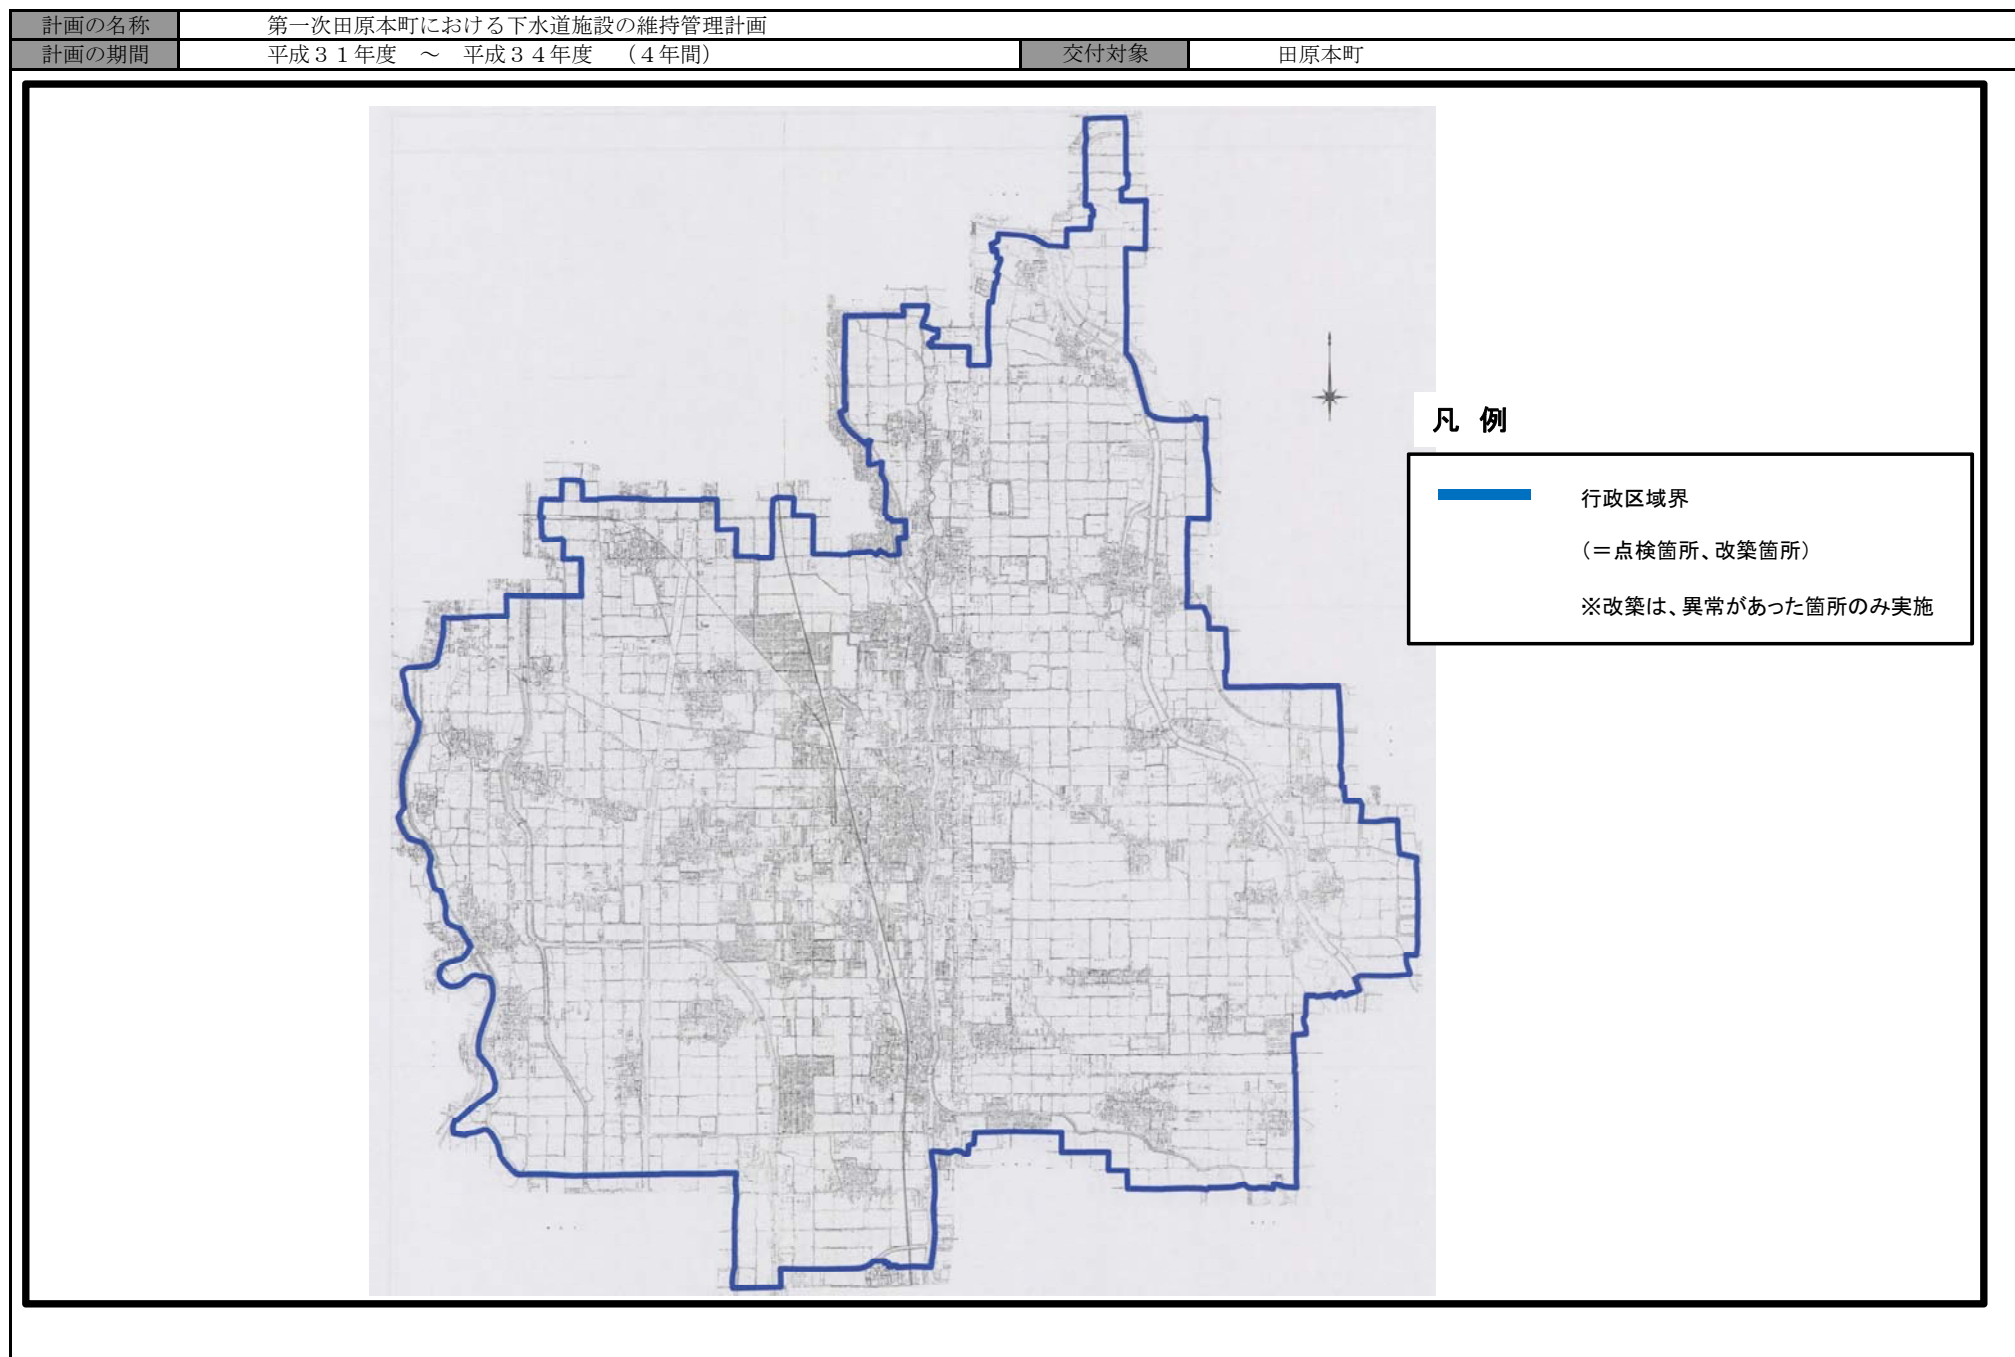 計画の名称 第一次田原本町における下水道施設の維持管理計画
計画の期間 平成３１年度 ～ 平成３４年度 （４年間） 交付対象 田原本町
凡 例
行政区域界
（＝点検箇所、改築箇所）
※改築は、異常があった箇所のみ実施